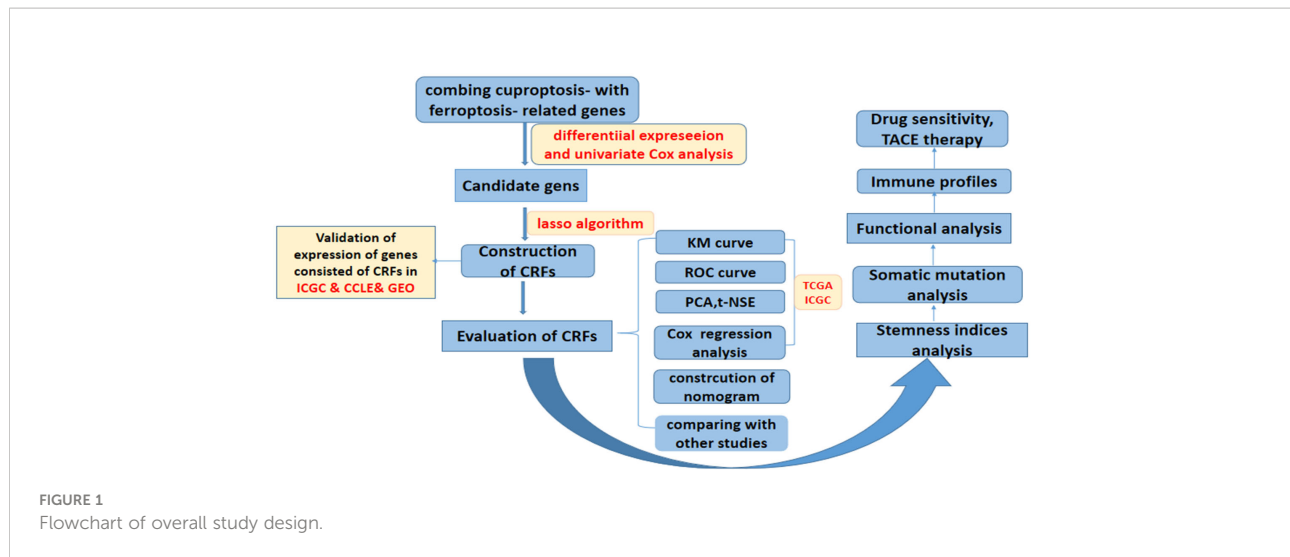 combing cuproptosis- with
ferroptosis- related genes
differentiial expreseeion
and univariate Cox analysis
Candidate gens
lasso algorithm
Validation of
expression of genes
consisted of CRFs in
ICGC & CCLE& GEO
Construction
of CRFs
Evaluation of CRFs
KM curve
ROC curve
PCA,t-NSE
Cox regression
analysis
constrcution of
nomogram
comparing with
other studies
TCGA
ICGC
Drug sensitivity,
TACE therapy
Immune profiles
Functional analysis
Somatic mutation
analysis
Stemness indices
analysis
FIGURE 1
Flowchart of overall study design.